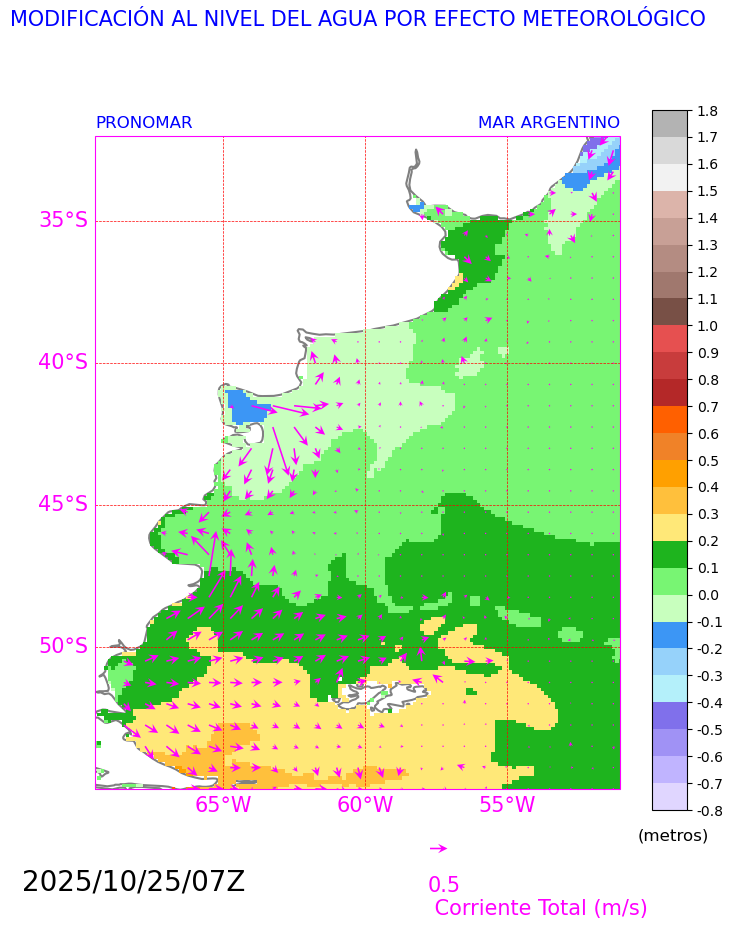 MODIFICACIÓN AL NIVEL DEL AGUA POR EFECTO METEOROLÓGICO
PRONOMAR
MAR ARGENTINO
35°S
40°S
45°S
50°S
65°W
60°W
55°W
1.8
1.7
1.6
1.5
1.4
1.3
1.2
1.1
1.0
0.9
0.8
0.7
0.6
0.5
0.4
0.3
0.2
0.1
0.0
-0.1
-0.2
-0.3
-0.4
-0.5
-0.6
-0.7
-0.8
(metros)
2025/10/25/07Z
0.5
Corriente Total (m/s)